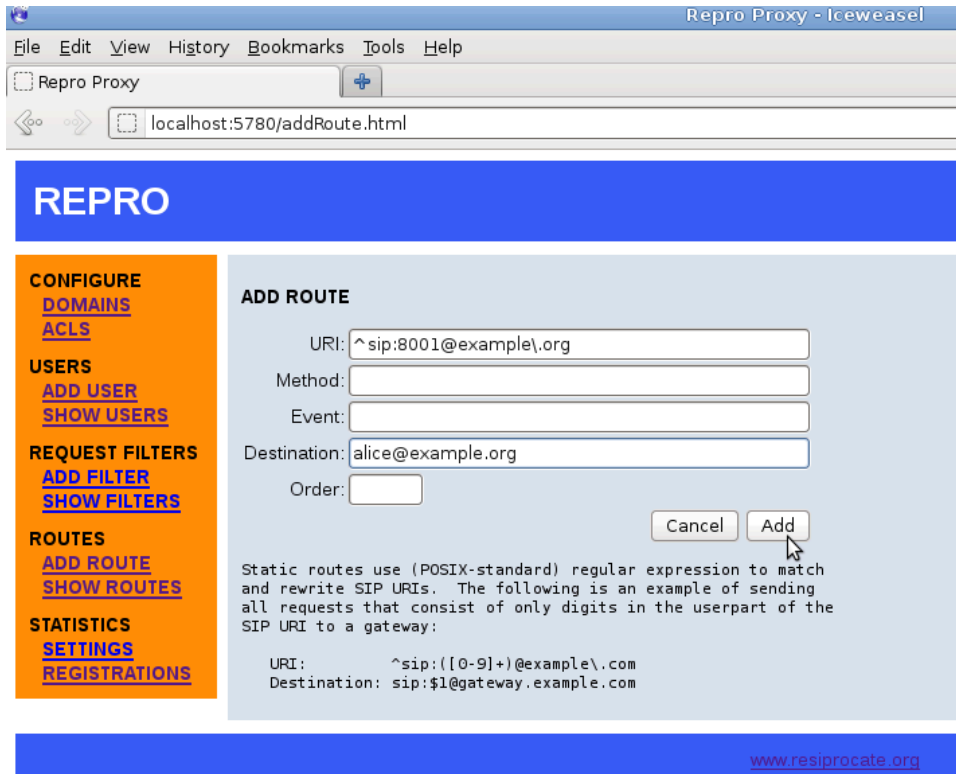 Repro Proxy - Iceweasel
File Edit View History Bookmarks Tools Help
Repro Proxy
localhost:5780/addRoute.html
REPRO
CONFIGURE
DOMAINS
ACLS
USERS
ADD USER
SHOW USERS
REQUEST FILTERS
ADD FILTER
SHOW FILTERS
ROUTES
ADD ROUTE
SHOW ROUTES
STATISTICS
SETTINGS
REGISTRATIONS
ADD ROUTE
URI: ^sip:8001@example\.org
Method:
Event:
Destination: alice@example.org
Order:
Cancel Add
Static routes use (POSIX-standard) regular expression to match
and rewrite SIP URIs. The following is an example of sending
all requests that consist of only digits in the userpart of the
SIP URI to a gateway:
URI: ^sip:([0-9]+)@example\.com
Destination: sip:$1@gateway.example.com
www.resiprocate.org